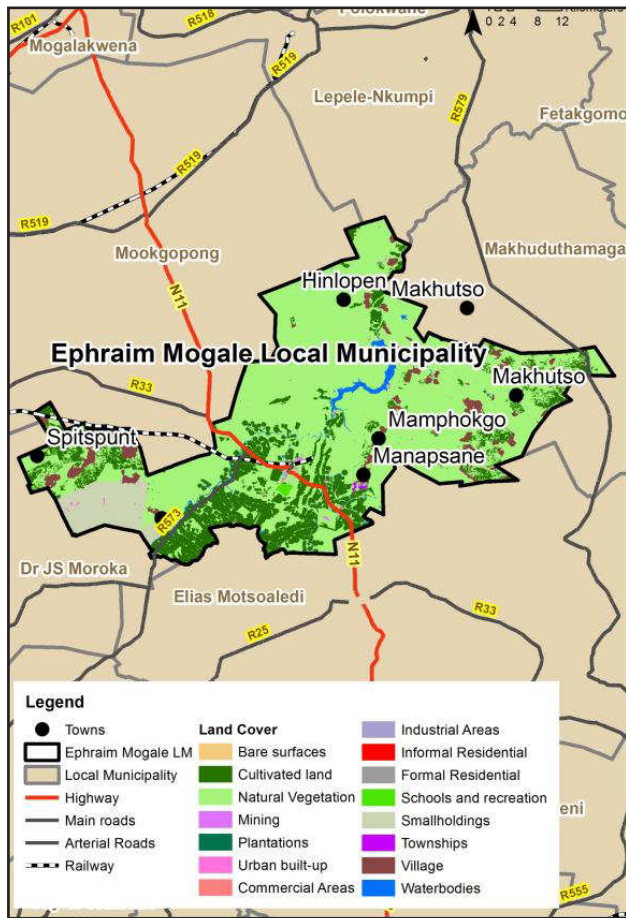 R101
R518
Polokwane
Kilometers
0 2 4 8 12
Mogalakwena
R519
Lepele-Nkumpi
R579
Fetakgomo
R519
R519
Mookgopong
Makhuduthamaga
N11
Hinlopen
Makhutso
Ephraim Mogale Local Municipality
R33
Makhutso
Mamphokgo
Spitspunt
Manapsane
R573
N11
Dr JS Moroka
Elias Motsoaledi
R33
R25
Legend
Towns
Ephraim Mogale LM
Local Municipality
Highway
Main roads
Arterial Roads
Railway
Land Cover
Bare surfaces
Cultivated land
Natural Vegetation
Mining
Plantations
Urban built-up
Commercial Areas
Industrial Areas
Informal Residential
Formal Residential
Schools and recreation
Smallholdings
Townships
Village
Waterbodies
eni
R555